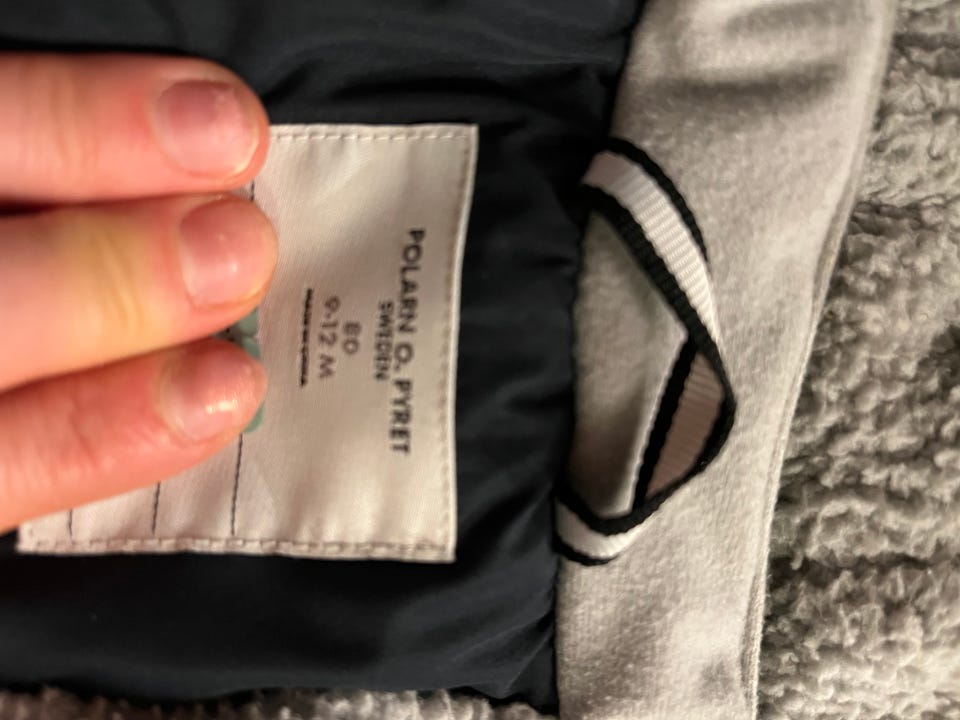 POLARN O. PYRET
SWEDEN
80
9-12 M